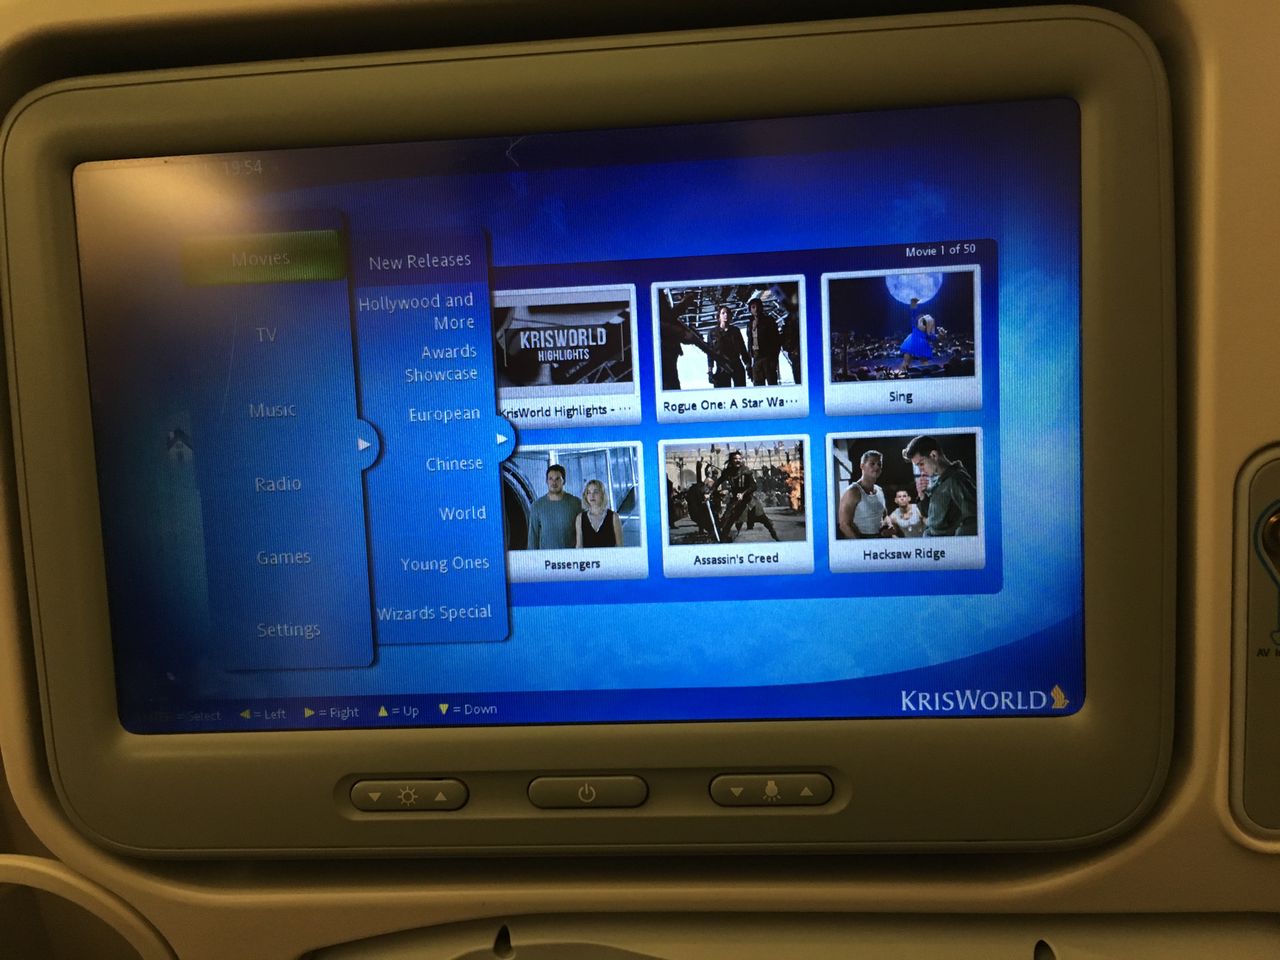 19:54
Movies
TV
Music
Radio
Games
Settings
New Releases
Hollywood and
More
Awards
Showcase
European
Chinese
World
Young Ones
Wizards Special
Movie 1 of 50
KRISWORLD
HIGHLIGHTS
KrisWorld Highlights - ···
Rogue One: A Star Wa···
Sing
Passengers
Assassin's Creed
Hacksaw Ridge
= Select = Left = Right = Up = Down
KRISWORLD
AV